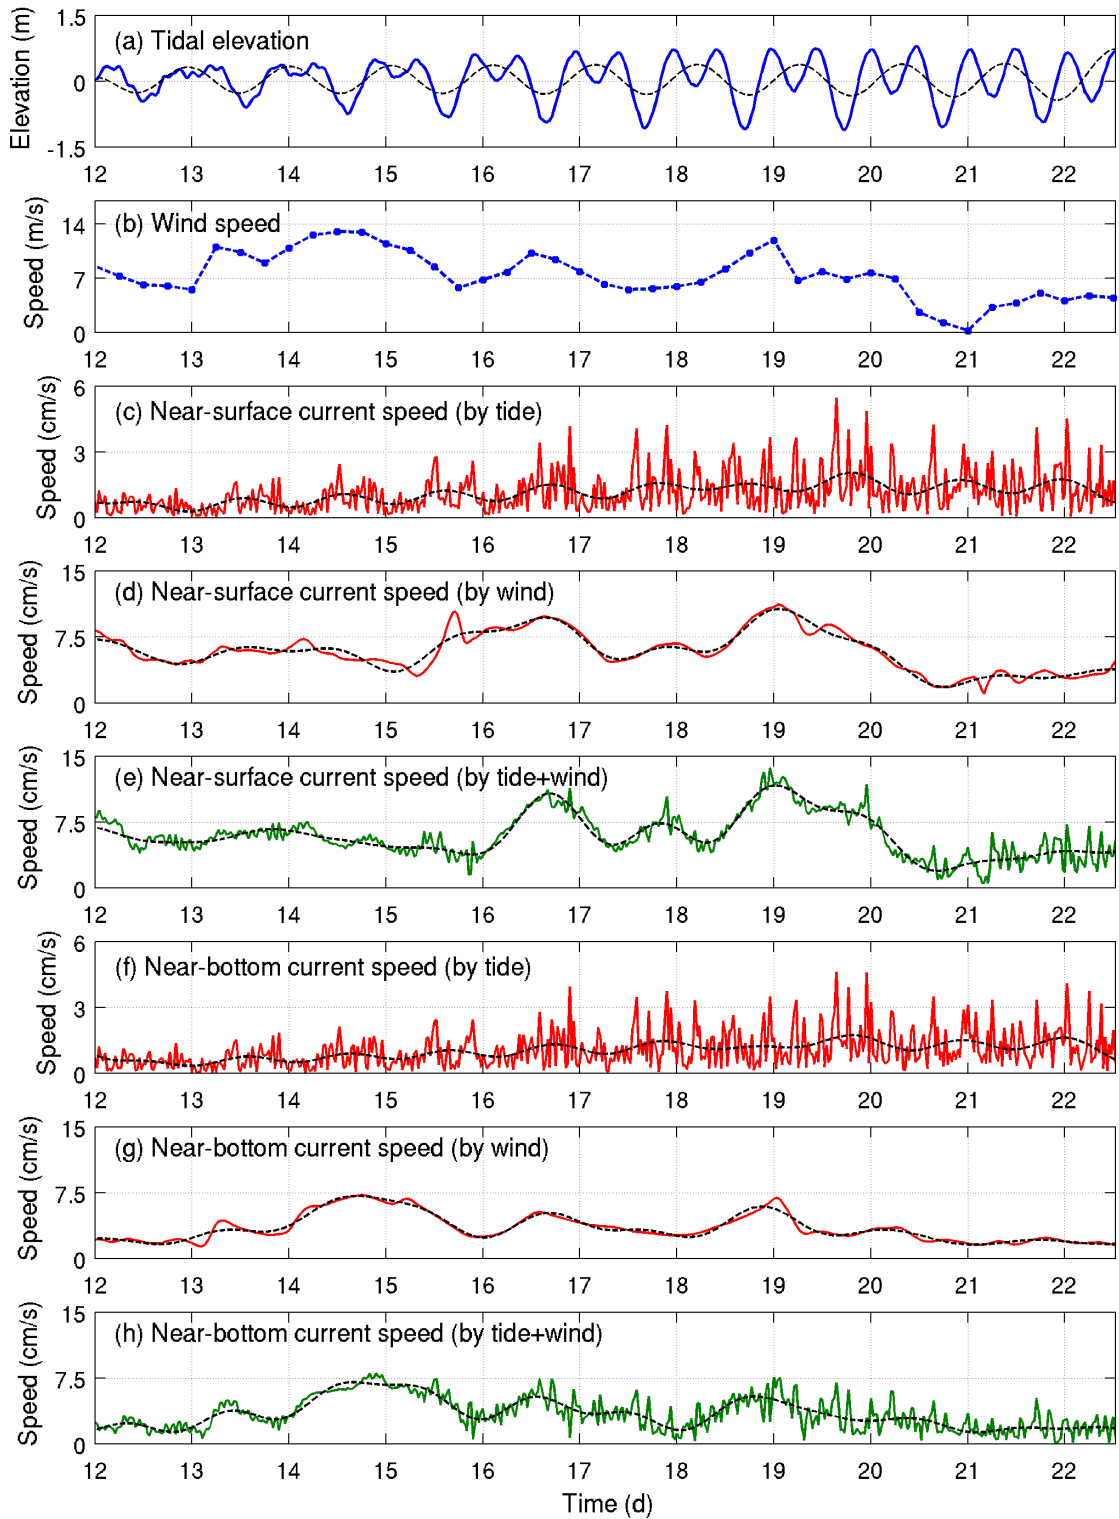 1.5
(a) Tidal elevation
Elevation (m)
0
-1.5
12 13 14 15 16 17 18 19 20 21 22
14
(b) Wind speed
Speed (m/s)
7
0
12 13 14 15 16 17 18 19 20 21 22
6
(c) Near-surface current speed (by tide)
Speed (cm/s)
3
0
12 13 14 15 16 17 18 19 20 21 22
15
(d) Near-surface current speed (by wind)
Speed (cm/s)
7.5
0
12 13 14 15 16 17 18 19 20 21 22
15
(e) Near-surface current speed (by tide+wind)
Speed (cm/s)
7.5
0
12 13 14 15 16 17 18 19 20 21 22
6
(f) Near-bottom current speed (by tide)
Speed (cm/s)
3
0
12 13 14 15 16 17 18 19 20 21 22
15
(g) Near-bottom current speed (by wind)
Speed (cm/s)
7.5
0
12 13 14 15 16 17 18 19 20 21 22
15
(h) Near-bottom current speed (by tide+wind)
Speed (cm/s)
7.5
0
12 13 14 15 16 17 18 19 20 21 22
Time (d)